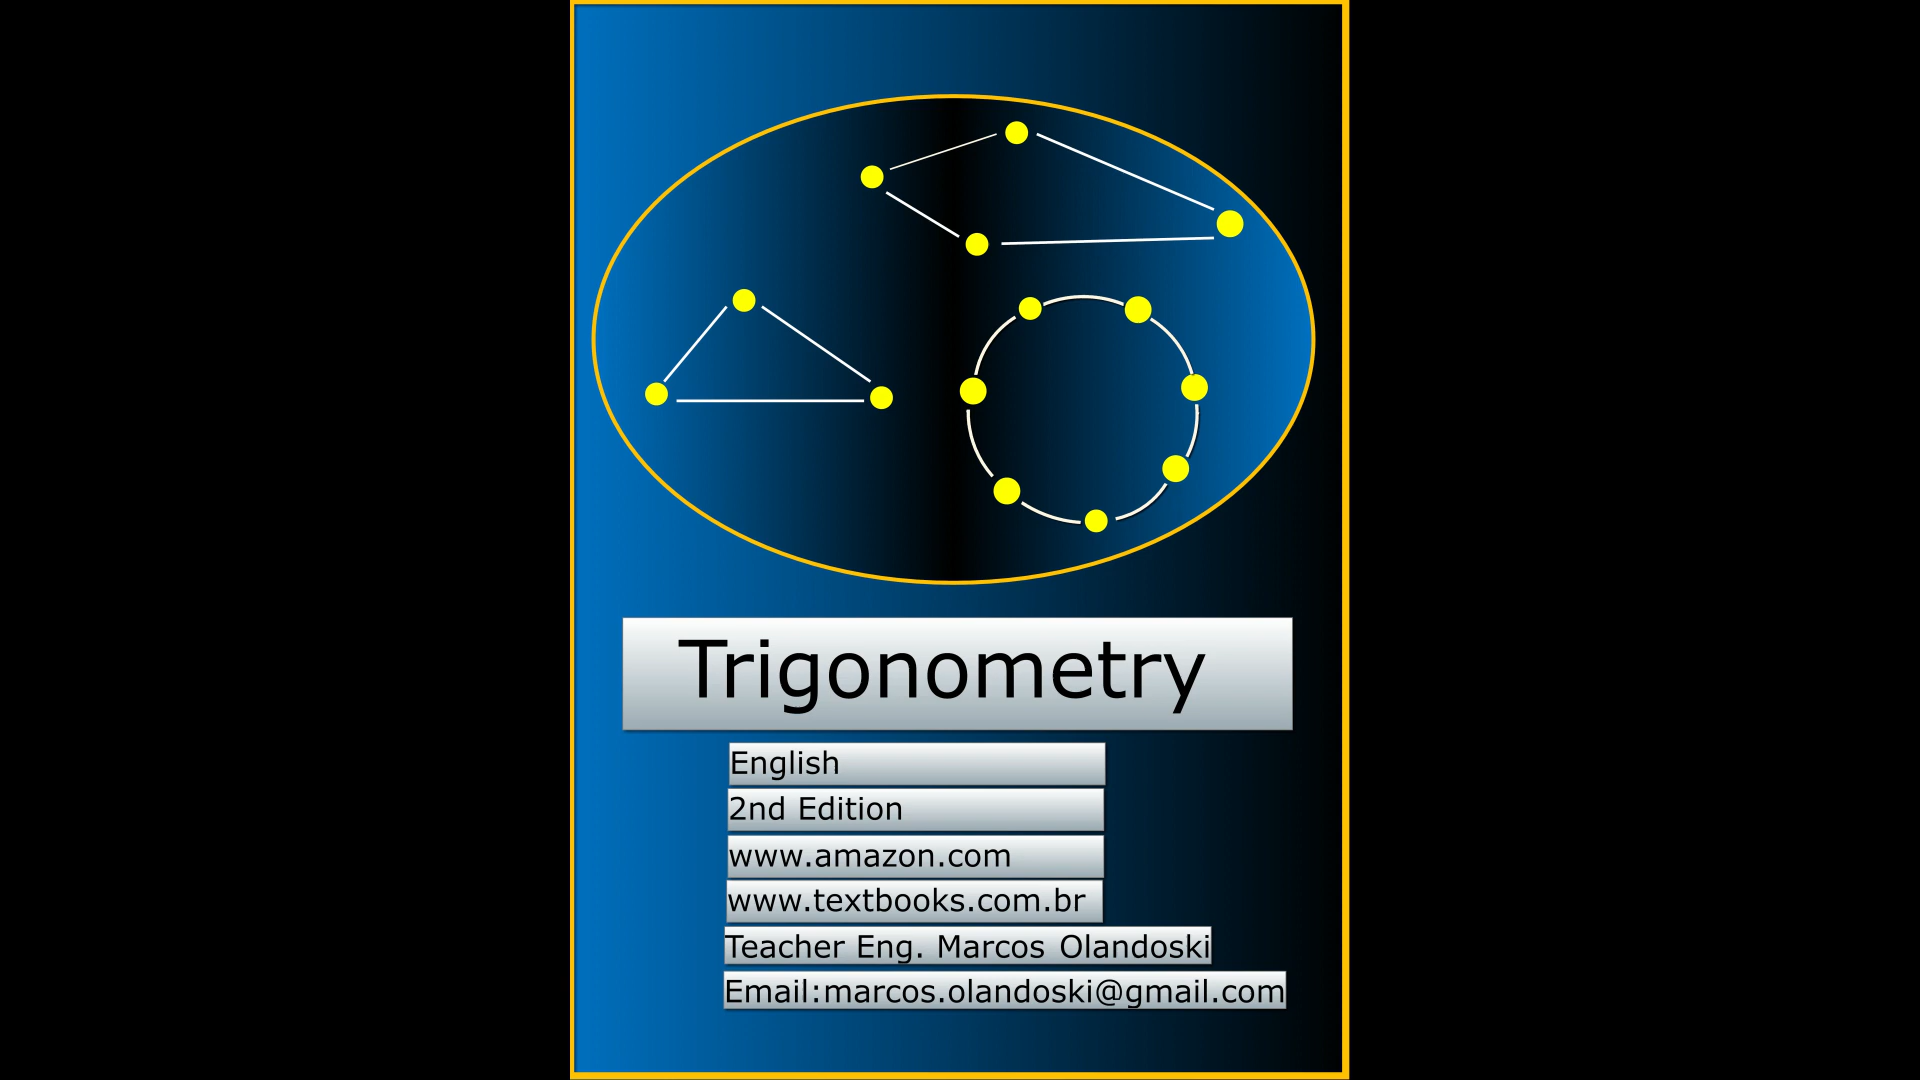 Trigonometry
English
2nd Edition
www.amazon.com
www.textbooks.com.br
Teacher Eng. Marcos Olandoski
Email:marcos.olandoski@gmail.com